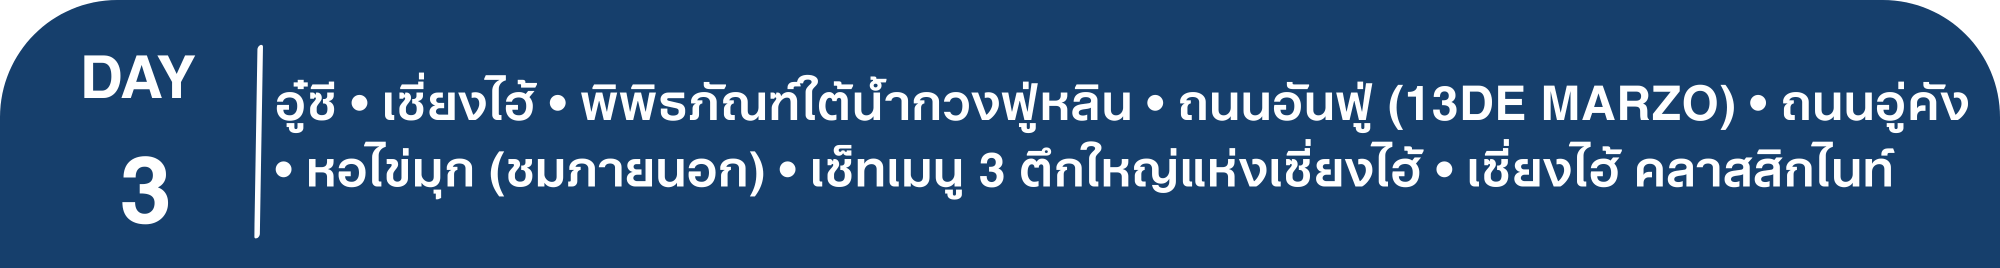 DAY
3
อู๋ซี • เซี่ยงไฮ้ • พิพิธภัณฑ์ใต้น้ำกวงฟู่หลิน • ถนนอันฟู่ (13DE MARZO) • ถนนอู่คัง
• หอไข่มุก (ชมภายนอก) • เซ็ทเมนู 3 ตึกใหญ่แห่งเซี่ยงไฮ้ • เซี่ยงไฮ้ คลาสสิกไนท์